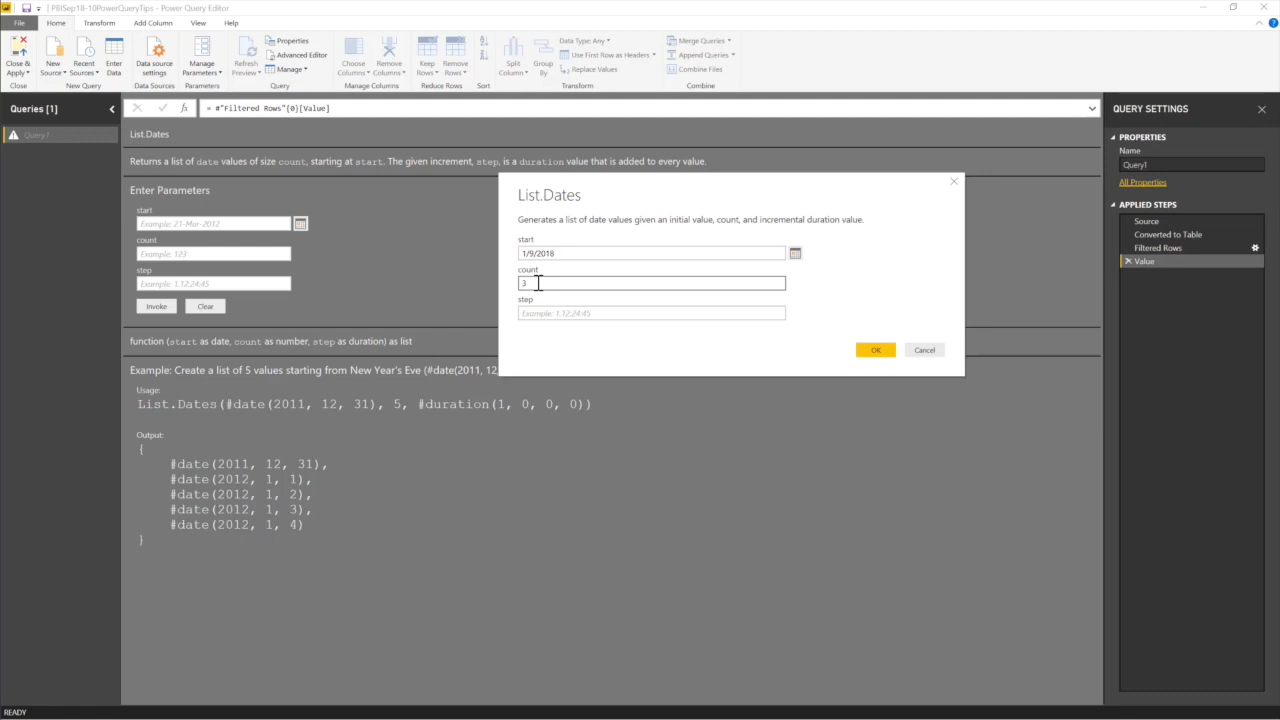 PBISep18-10PowerQueryTips - Power Query Editor
File Home Transform Add Column View Help
Close & Apply New Source Recent Sources Enter Data Data source settings Manage Parameters Refresh Preview Properties Advanced Editor Manage Choose Columns Remove Columns Keep Rows Remove Rows Split Column Group By Data Type: Any Use First Row as Headers Replace Values Merge Queries Append Queries Combine Files
Close New Query Data Sources Parameters Query Manage Columns Reduce Rows Sort Transform Combine
Queries [1]
Query1
fx = #"Filtered Rows"{0}[Value]
List.Dates
Returns a list of date values of size count, starting at start. The given increment, step, is a duration value that is added to every value.
Enter Parameters
start
Example: 21-Mar-2012
count
Example: 123
step
Example: 1.12:24:45
Invoke Clear
function (start as date, count as number, step as duration) as list
Example: Create a list of 5 values starting from New Year's Eve (#date(2011, 12,
Usage:
List.Dates(#date(2011, 12, 31), 5, #duration(1, 0, 0, 0))
Output:
{
#date(2011, 12, 31),
#date(2012, 1, 1),
#date(2012, 1, 2),
#date(2012, 1, 3),
#date(2012, 1, 4)
}
List.Dates
Generates a list of date values given an initial value, count, and incremental duration value.
start
1/9/2018
count
3
step
Example: 1.12:24:45
OK Cancel
QUERY SETTINGS
PROPERTIES
Name
Query1
All Properties
APPLIED STEPS
Source
Converted to Table
Filtered Rows
Value
READY